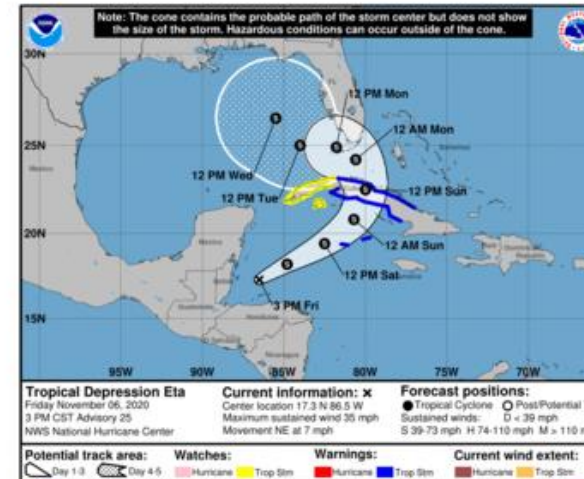 Note: The cone contains the probable path of the storm center but does not show
the size of the storm. Hazardous conditions can occur outside of the cone.
30N
12 PM Mon
25N
12 AM Mon
12 PM Wed
12 PM Tue
12 PM Sun
20N
12 AM Sun
12 PM Sat
3 PM Fri
15N
95W 90W 85W 80W 75W 70W
Tropical Depression Eta
Friday November 06, 2020
3 PM CST Advisory 25
NWS National Hurricane Center
Current information: x
Center location 17.3 N 86.5 W
Maximum sustained wind 35 mph
Movement NE at 7 mph
Forecast positions:
Tropical Cyclone Post/Potential
Sustained winds: D < 39 mph
S 39-73 mph H 74-110 mph M > 110 m
Potential track area:
Day 1-3 Day 4-5
Watches:
Hurricane Trop Stm
Warnings:
Hurricane Trop Stm
Current wind extent:
Hurricane Trop Stm